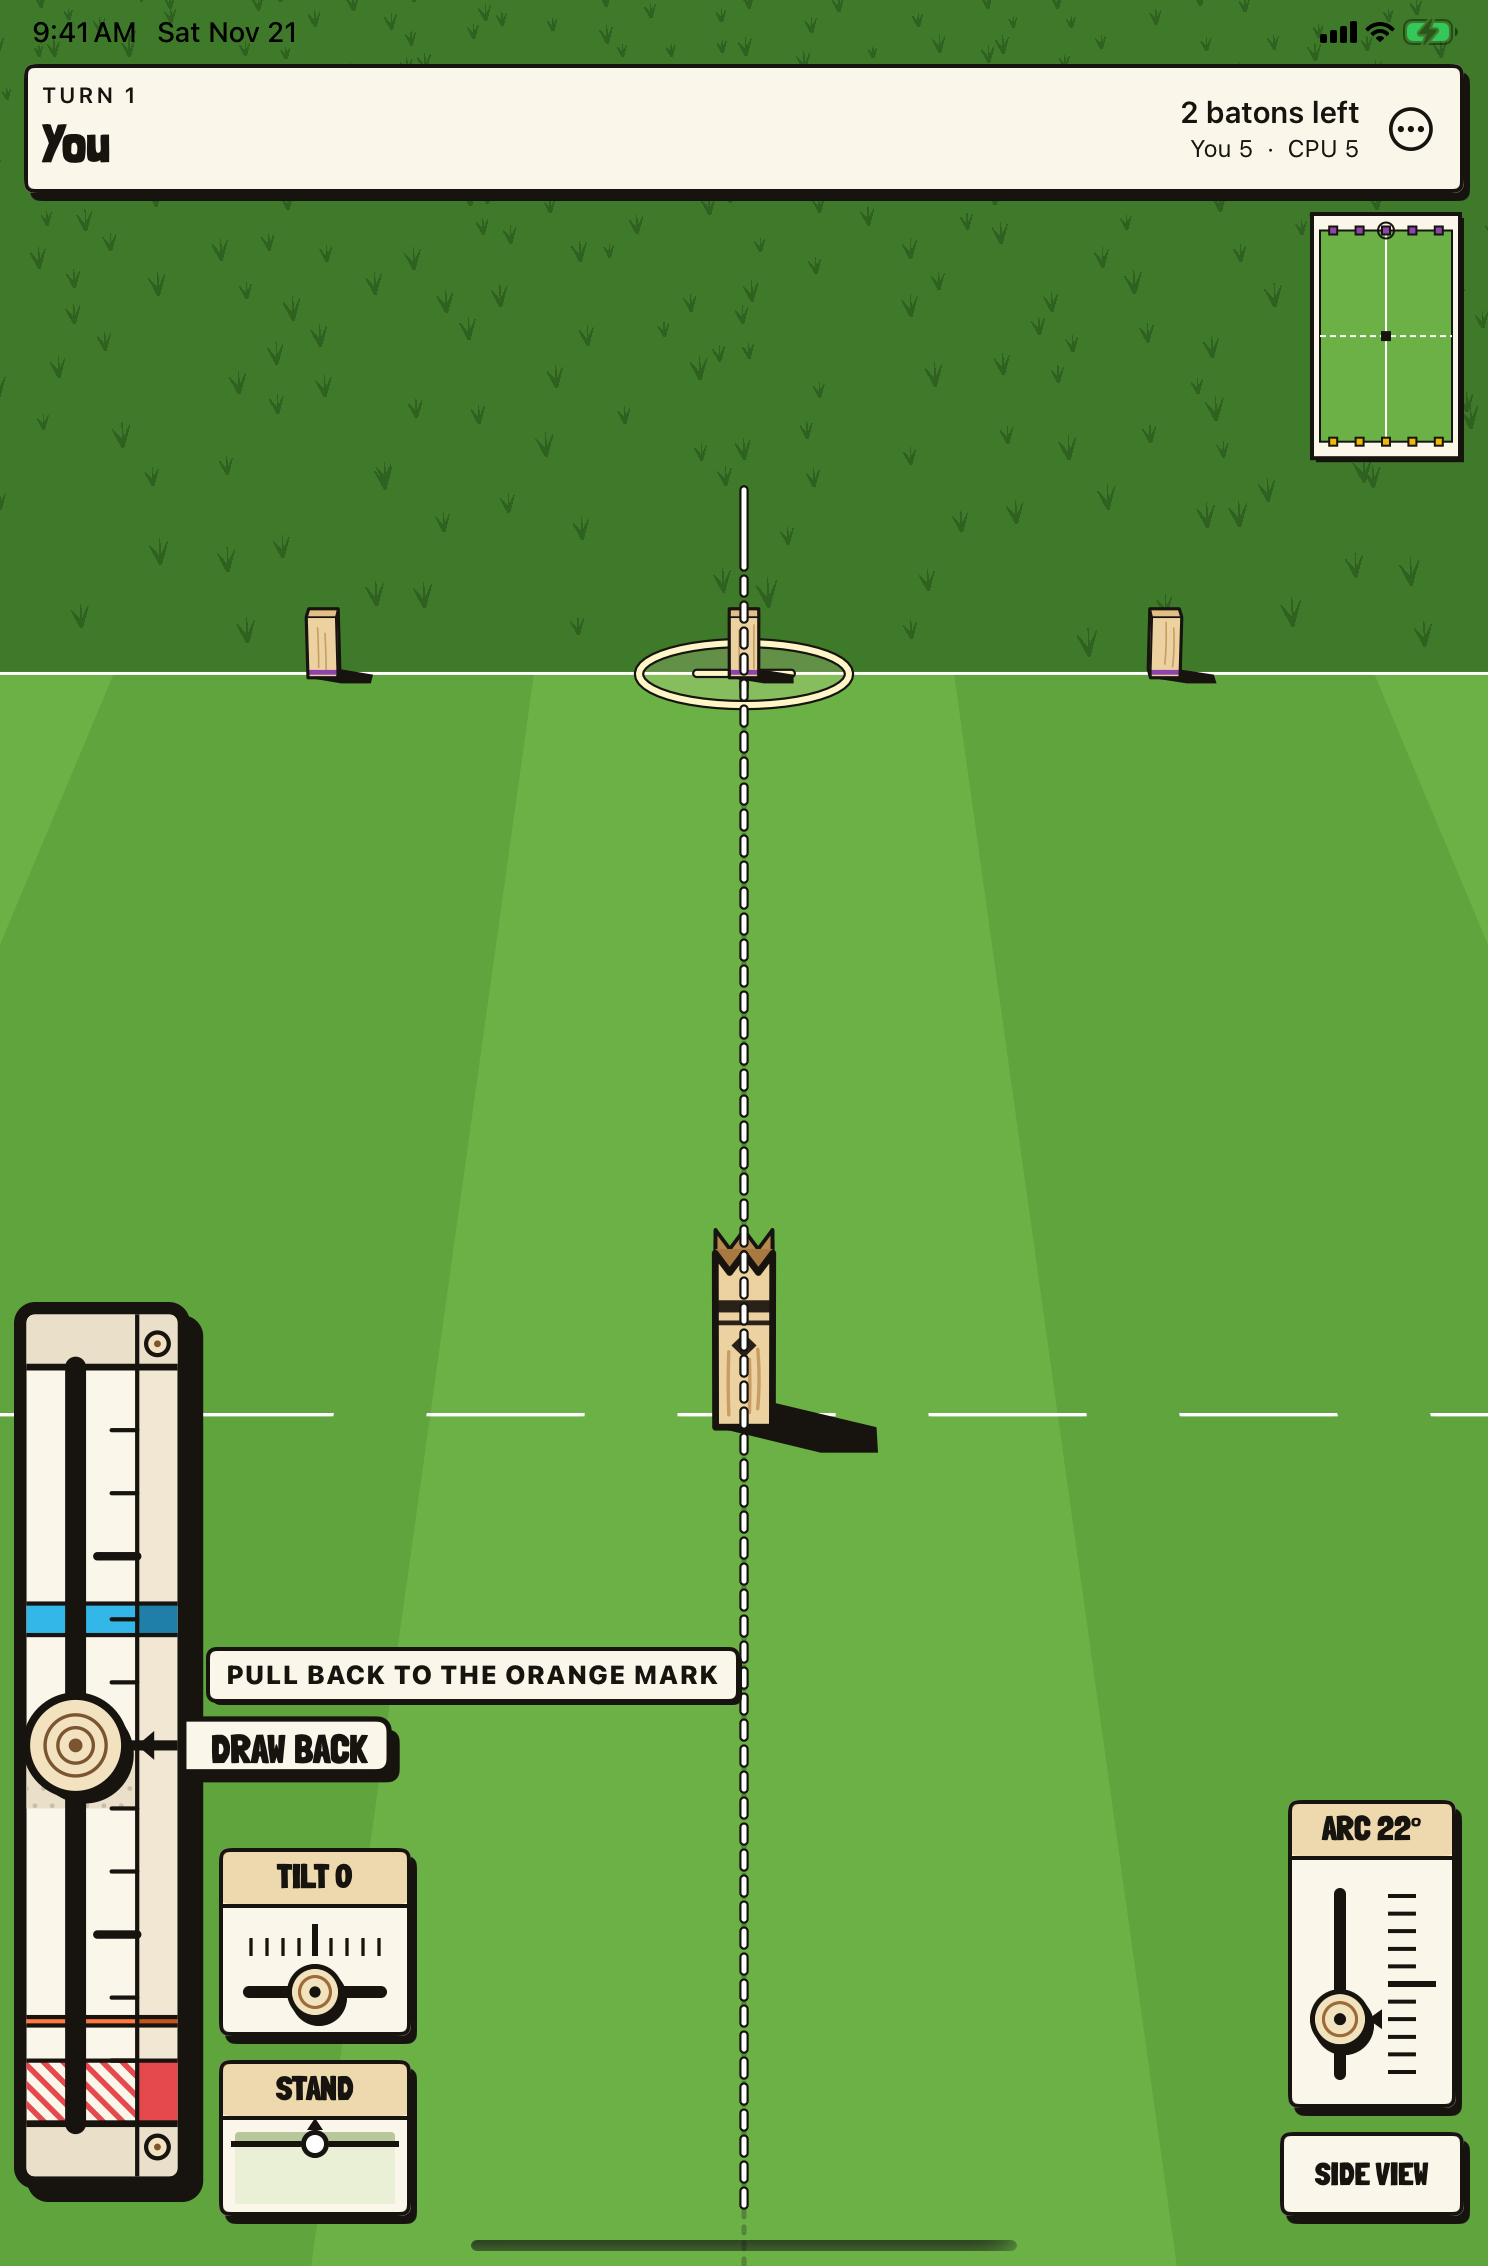 9:41 AM Sat Nov 21
TURN 1
You
2 batons left
You 5 · CPU 5
PULL BACK TO THE ORANGE MARK
DRAW BACK
TILT 0
STAND
ARC 22°
SIDE VIEW